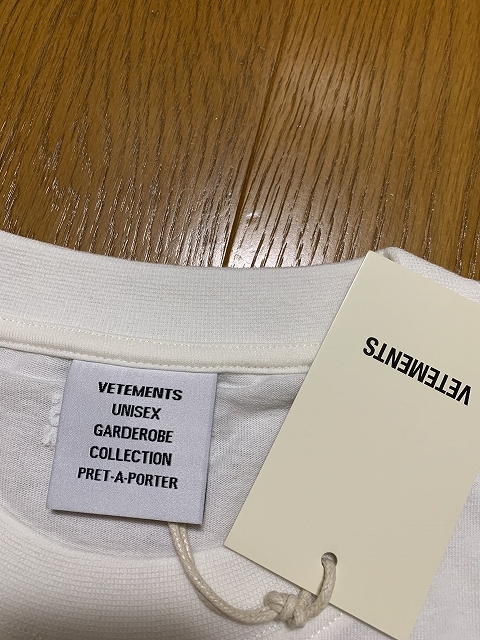 VETEMENTS
UNISEX
GARDEROBE
COLLECTION
PRET-A-PORTER
VETEMENTS